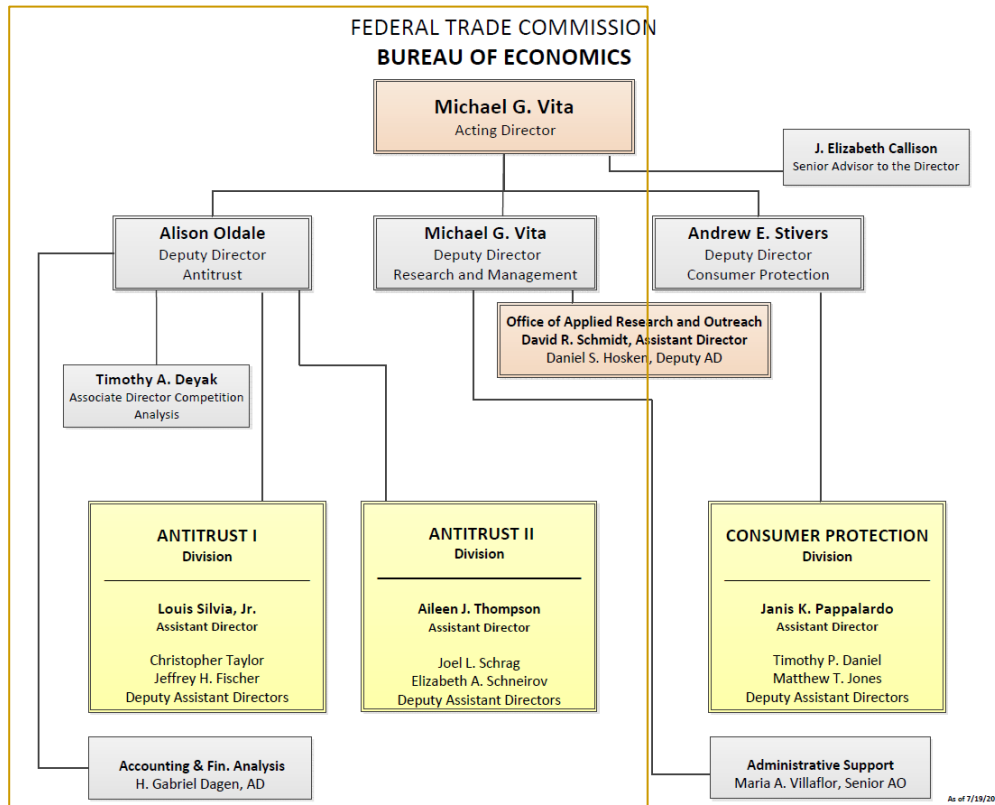 FEDERAL TRADE COMMISSION
BUREAU OF ECONOMICS
Michael G. Vita
Acting Director
J. Elizabeth Callison
Senior Advisor to the Director
Alison Oldale
Deputy Director
Antitrust
Michael G. Vita
Deputy Director
Research and Management
Andrew E. Stivers
Deputy Director
Consumer Protection
Office of Applied Research and Outreach
David R. Schmidt, Assistant Director
Daniel S. Hosken, Deputy AD
Timothy A. Deyak
Associate Director Competition
Analysis
ANTITRUST I
Division
Louis Silvia, Jr.
Assistant Director
Christopher Taylor
Jeffrey H. Fischer
Deputy Assistant Directors
ANTITRUST II
Division
Aileen J. Thompson
Assistant Director
Joel L. Schrag
Elizabeth A. Schneirov
Deputy Assistant Directors
CONSUMER PROTECTION
Division
Janis K. Pappalardo
Assistant Director
Timothy P. Daniel
Matthew T. Jones
Deputy Assistant Directors
Accounting & Fin. Analysis
H. Gabriel Dagen, AD
Administrative Support
Maria A. Villaflor, Senior AO
As of 7/19/20